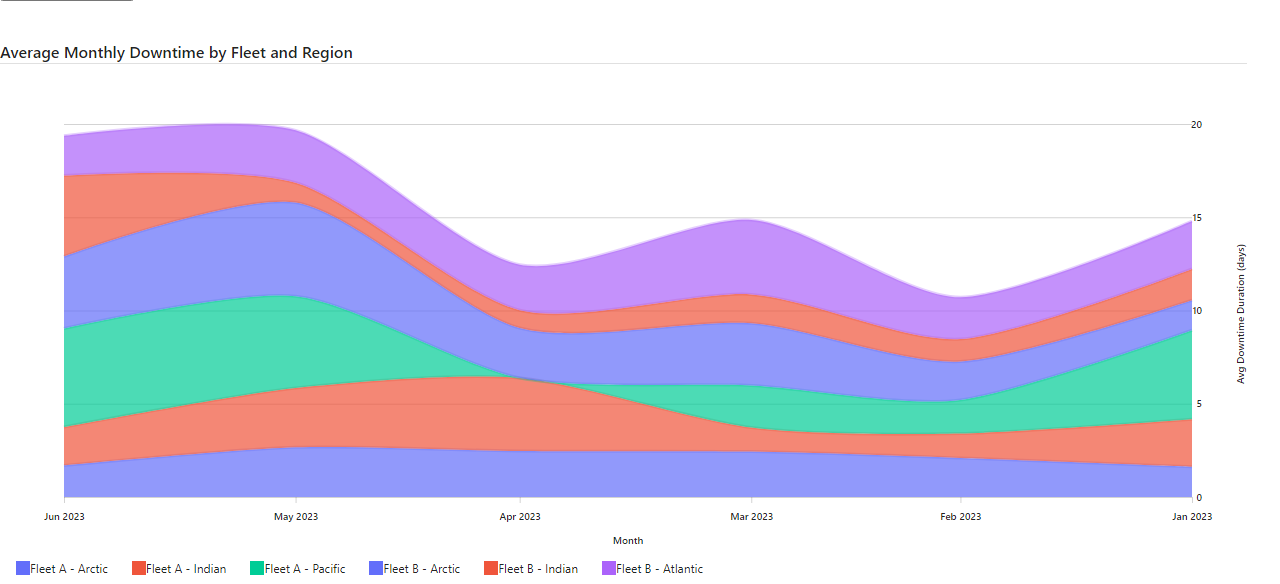 Average Monthly Downtime by Fleet and Region
20
15
10
5
0
Avg Downtime Duration (days)
Jun 2023 May 2023 Apr 2023 Mar 2023 Feb 2023 Jan 2023
Month
Fleet A - Arctic Fleet A - Indian Fleet A - Pacific Fleet B - Arctic Fleet B - Indian Fleet B - Atlantic